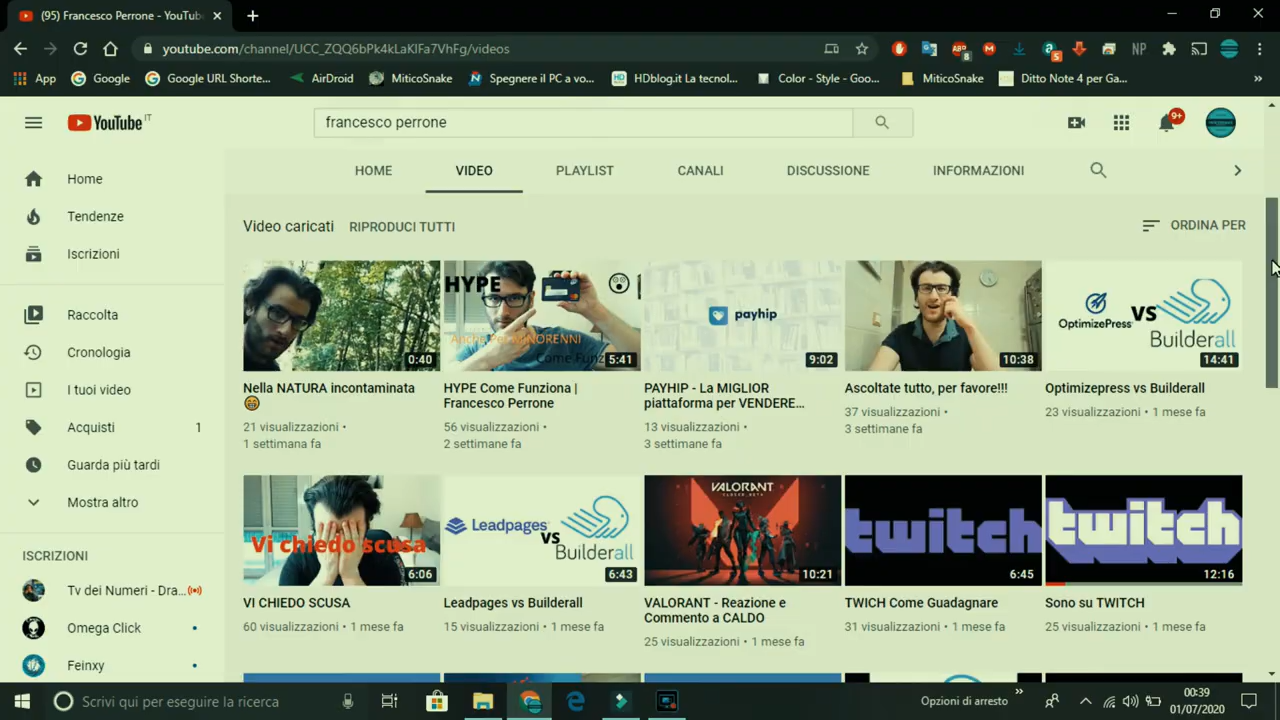 (95) Francesco Perrone - YouTub
youtube.com/channel/UCC_ZQQ6bPk4kLaKlFa7VhFg/videos
App Google Google URL Shorte... AirDroid MiticoSnake Spegnere il PC a vo... HDblog.it La tecnol... Color - Style - Goo... MiticoSnake Ditto Note 4 per Ga... »
YouTube IT
francesco perrone
9+
HOME VIDEO PLAYLIST CANALI DISCUSSIONE INFORMAZIONI
Home
Tendenze
Iscrizioni
Raccolta
Cronologia
I tuoi video
Acquisti 1
Guarda più tardi
Mostra altro
ISCRIZIONI
Tv dei Numeri - Dra...
Omega Click
Feinxy
Video caricati RIPRODUCI TUTTI ORDINA PER
0:40
Nella NATURA incontaminata
😁
21 visualizzazioni •
1 settimana fa
HYPE
Anche Per MINORENNI
Come Funz
5:41
HYPE Come Funziona |
Francesco Perrone
56 visualizzazioni •
2 settimane fa
payhip
9:02
PAYHIP - La MIGLIOR
piattaforma per VENDERE...
13 visualizzazioni •
3 settimane fa
10:38
Ascoltate tutto, per favore!!!
37 visualizzazioni •
3 settimane fa
OptimizePress VS Builderall
14:41
Optimizepress vs Builderall
23 visualizzazioni • 1 mese fa
Vi chiedo scusa
6:06
VI CHIEDO SCUSA
60 visualizzazioni • 1 mese fa
Leadpages VS Builderall
6:43
Leadpages vs Builderall
15 visualizzazioni • 1 mese fa
VALORANT
10:21
VALORANT - Reazione e
Commento a CALDO
25 visualizzazioni • 1 mese fa
twitch
6:45
TWICH Come Guadagnare
31 visualizzazioni • 1 mese fa
twitch
12:16
Sono su TWITCH
25 visualizzazioni • 1 mese fa
Scrivi qui per eseguire la ricerca
Opzioni di arresto »
00:39
01/07/2020